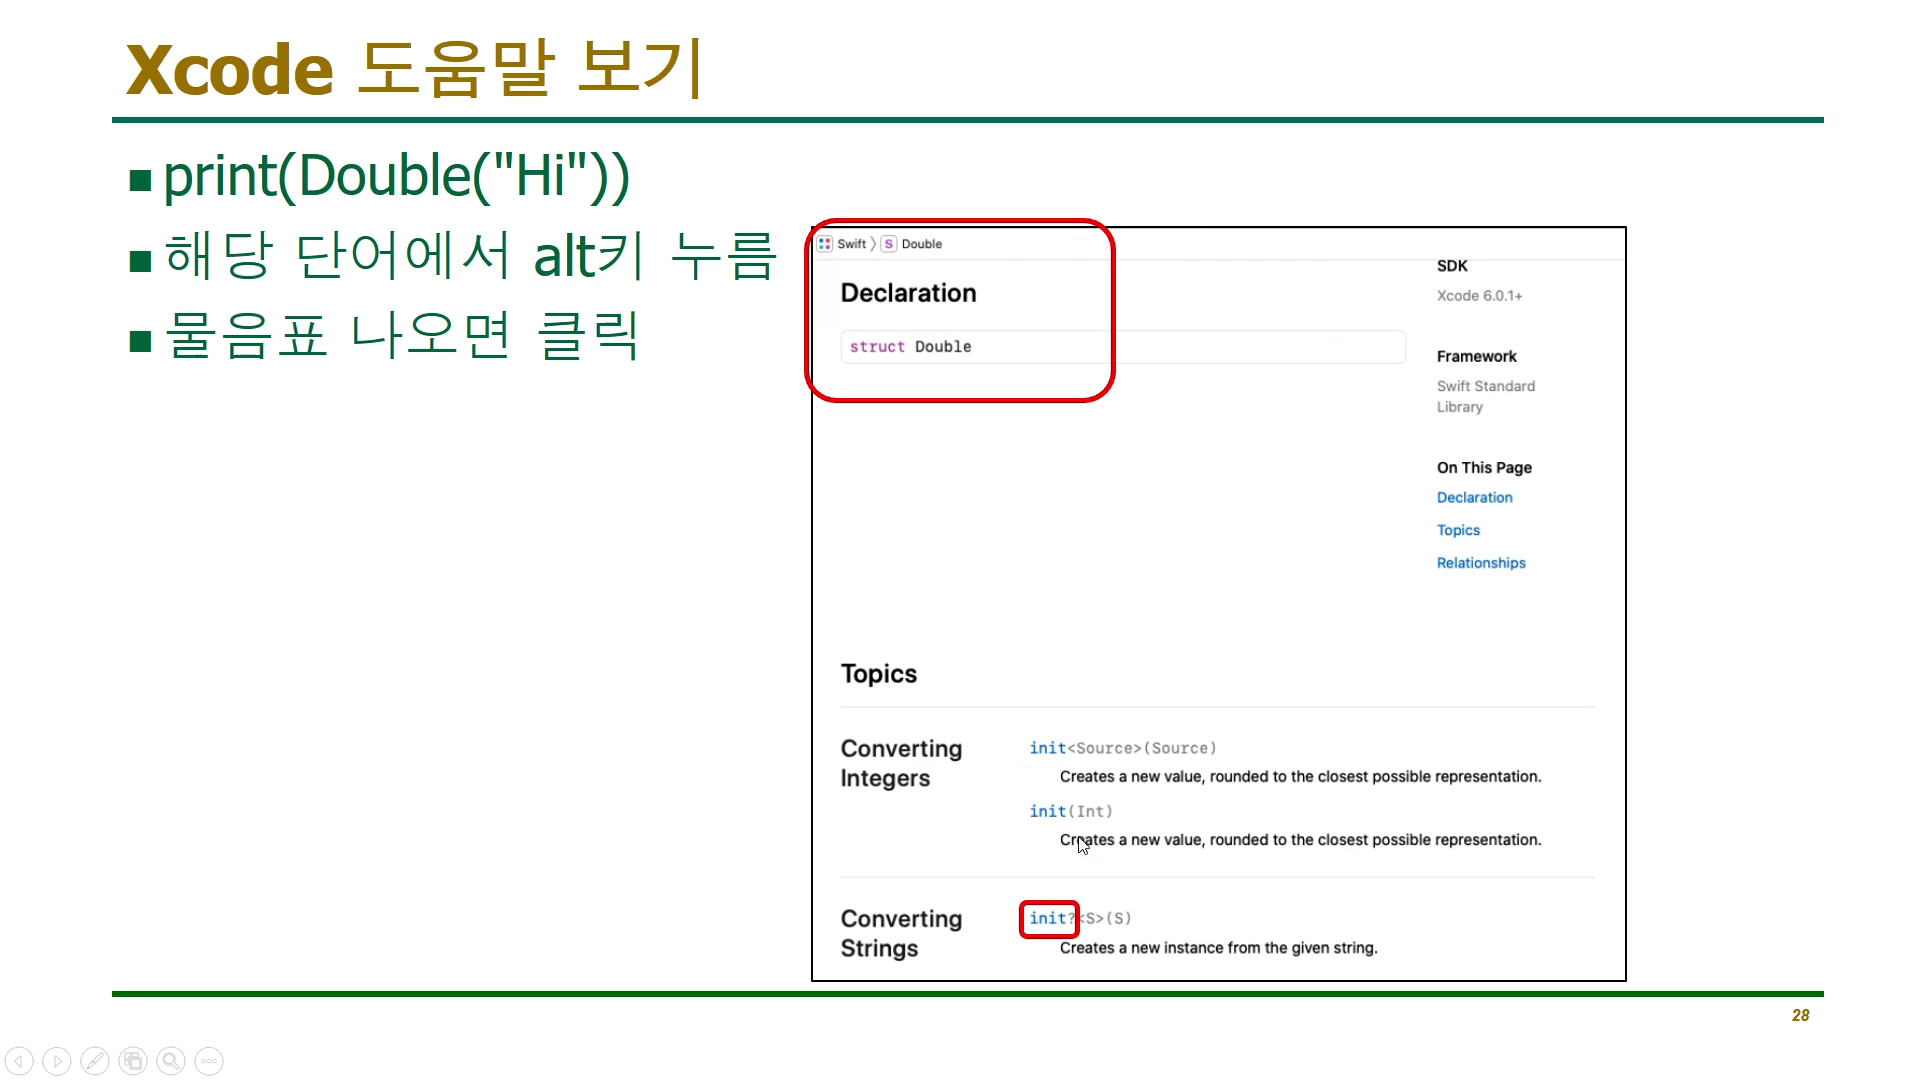 Xcode 도움말 보기
print(Double("Hi"))
해당 단어에서 alt키 누름
물음표 나오면 클릭
Swift 〉 S Double
Declaration
struct Double
SDK
Xcode 6.0.1+
Framework
Swift Standard
Library
On This Page
Declaration
Topics
Relationships
Topics
Converting
Integers
init<Source>(Source)
Creates a new value, rounded to the closest possible representation.
init(Int)
Creates a new value, rounded to the closest possible representation.
Converting
Strings
init?<S>(S)
Creates a new instance from the given string.
28